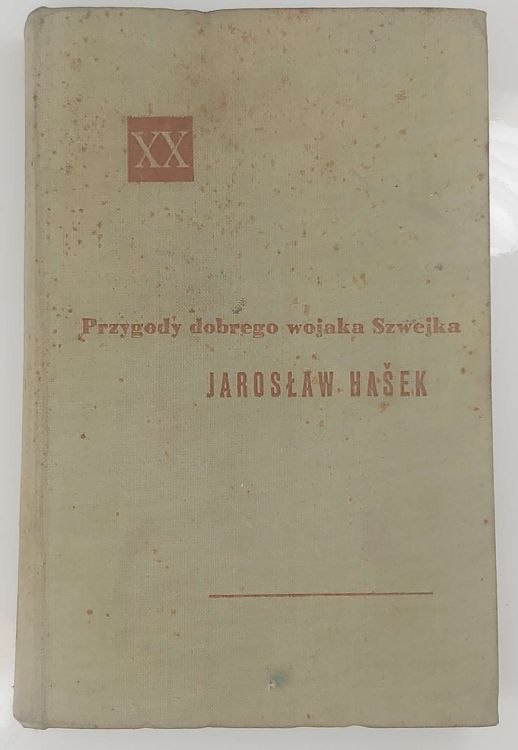 XX
Przygody dobrego wojaka Szwejka
JAROSŁAW HAŠEK